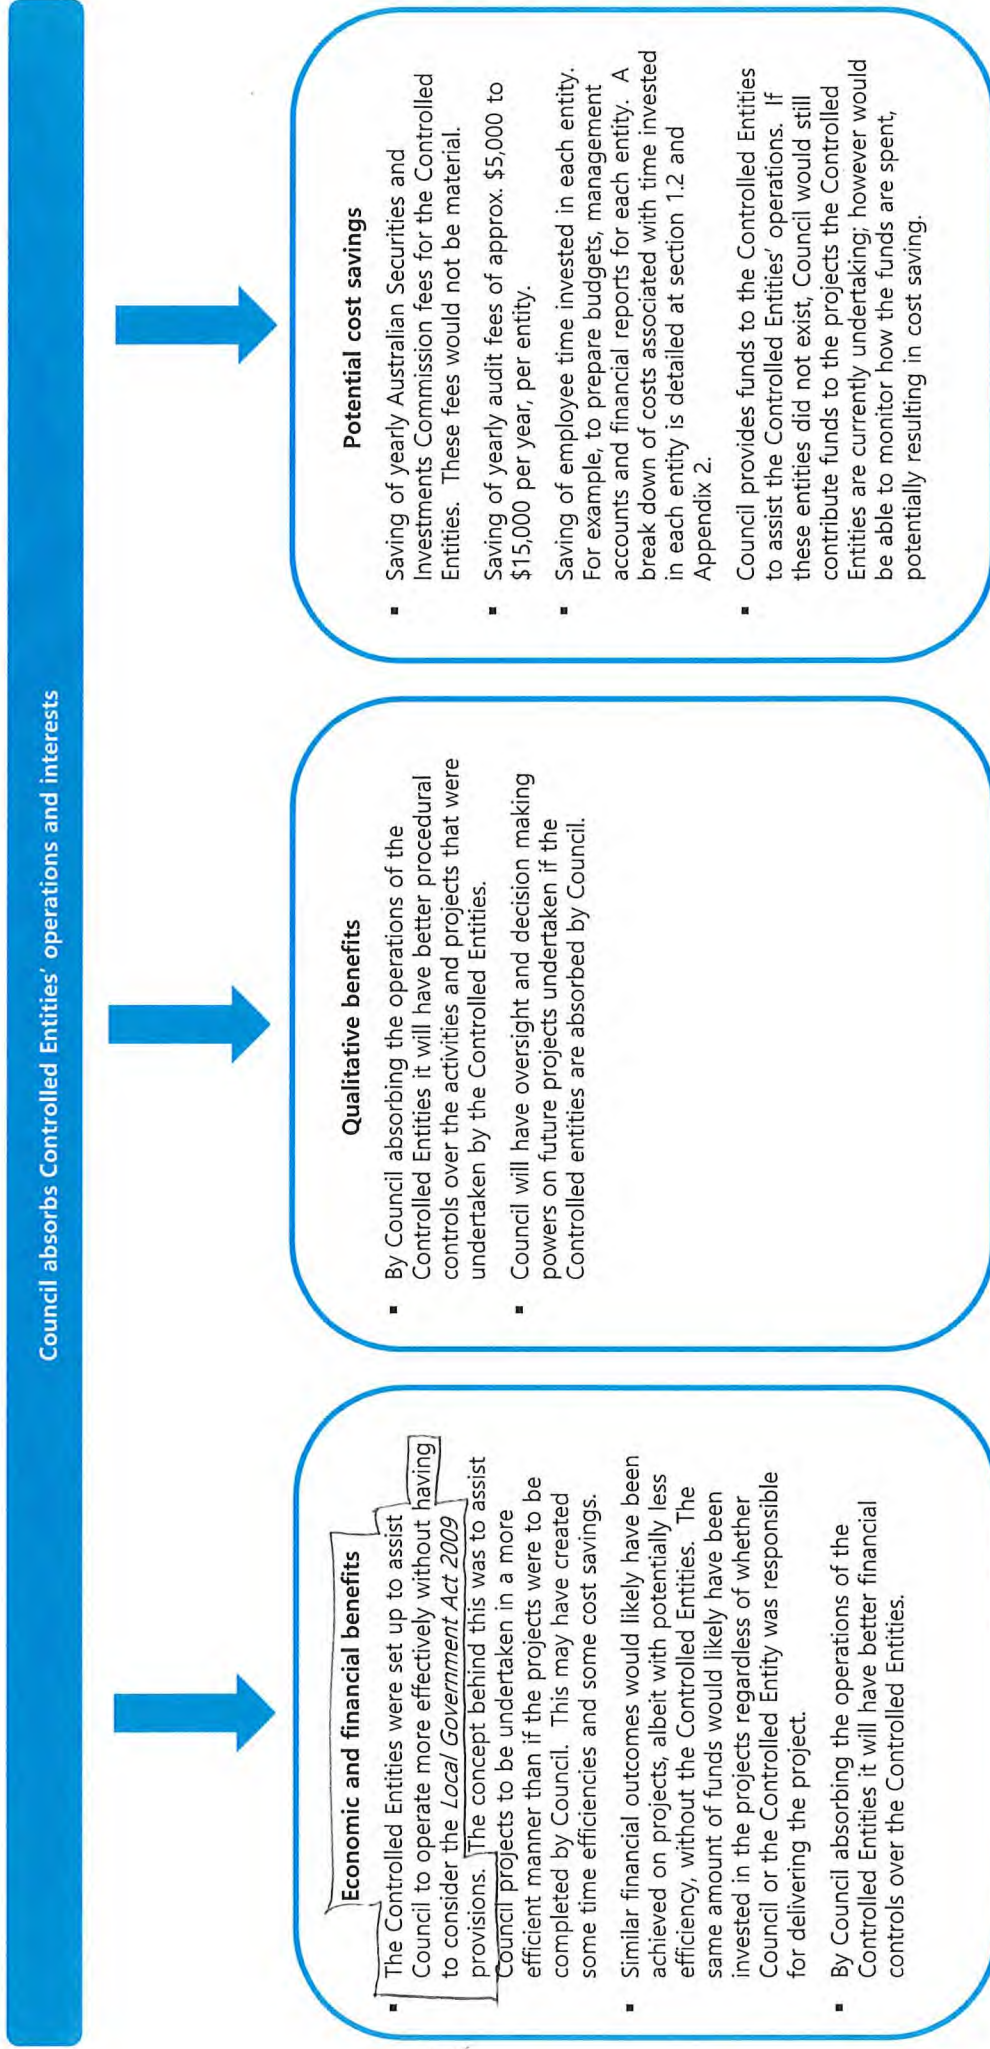 Council absorbs Controlled Entities' operations and interests
Economic and financial benefits
▪ The Controlled Entities were set up to assist
Council to operate more effectively without having
to consider the Local Government Act 2009
provisions. The concept behind this was to assist
Council projects to be undertaken in a more
efficient manner than if the projects were to be
completed by Council. This may have created
some time efficiencies and some cost savings.
▪ Similar financial outcomes would likely have been
achieved on projects, albeit with potentially less
efficiency, without the Controlled Entities. The
same amount of funds would likely have been
invested in the projects regardless of whether
Council or the Controlled Entity was responsible
for delivering the project.
▪ By Council absorbing the operations of the
Controlled Entities it will have better financial
controls over the Controlled Entities.
Qualitative benefits
▪ By Council absorbing the operations of the
Controlled Entities it will have better procedural
controls over the activities and projects that were
undertaken by the Controlled Entities.
▪ Council will have oversight and decision making
powers on future projects undertaken if the
Controlled entities are absorbed by Council.
Potential cost savings
▪ Saving of yearly Australian Securities and
Investments Commission fees for the Controlled
Entities. These fees would not be material.
▪ Saving of yearly audit fees of approx. $5,000 to
$15,000 per year, per entity.
▪ Saving of employee time invested in each entity.
For example, to prepare budgets, management
accounts and financial reports for each entity. A
break down of costs associated with time invested
in each entity is detailed at section 1.2 and
Appendix 2.
▪ Council provides funds to the Controlled Entities
to assist the Controlled Entities' operations. If
these entities did not exist, Council would still
contribute funds to the projects the Controlled
Entities are currently undertaking; however would
be able to monitor how the funds are spent,
potentially resulting in cost saving.